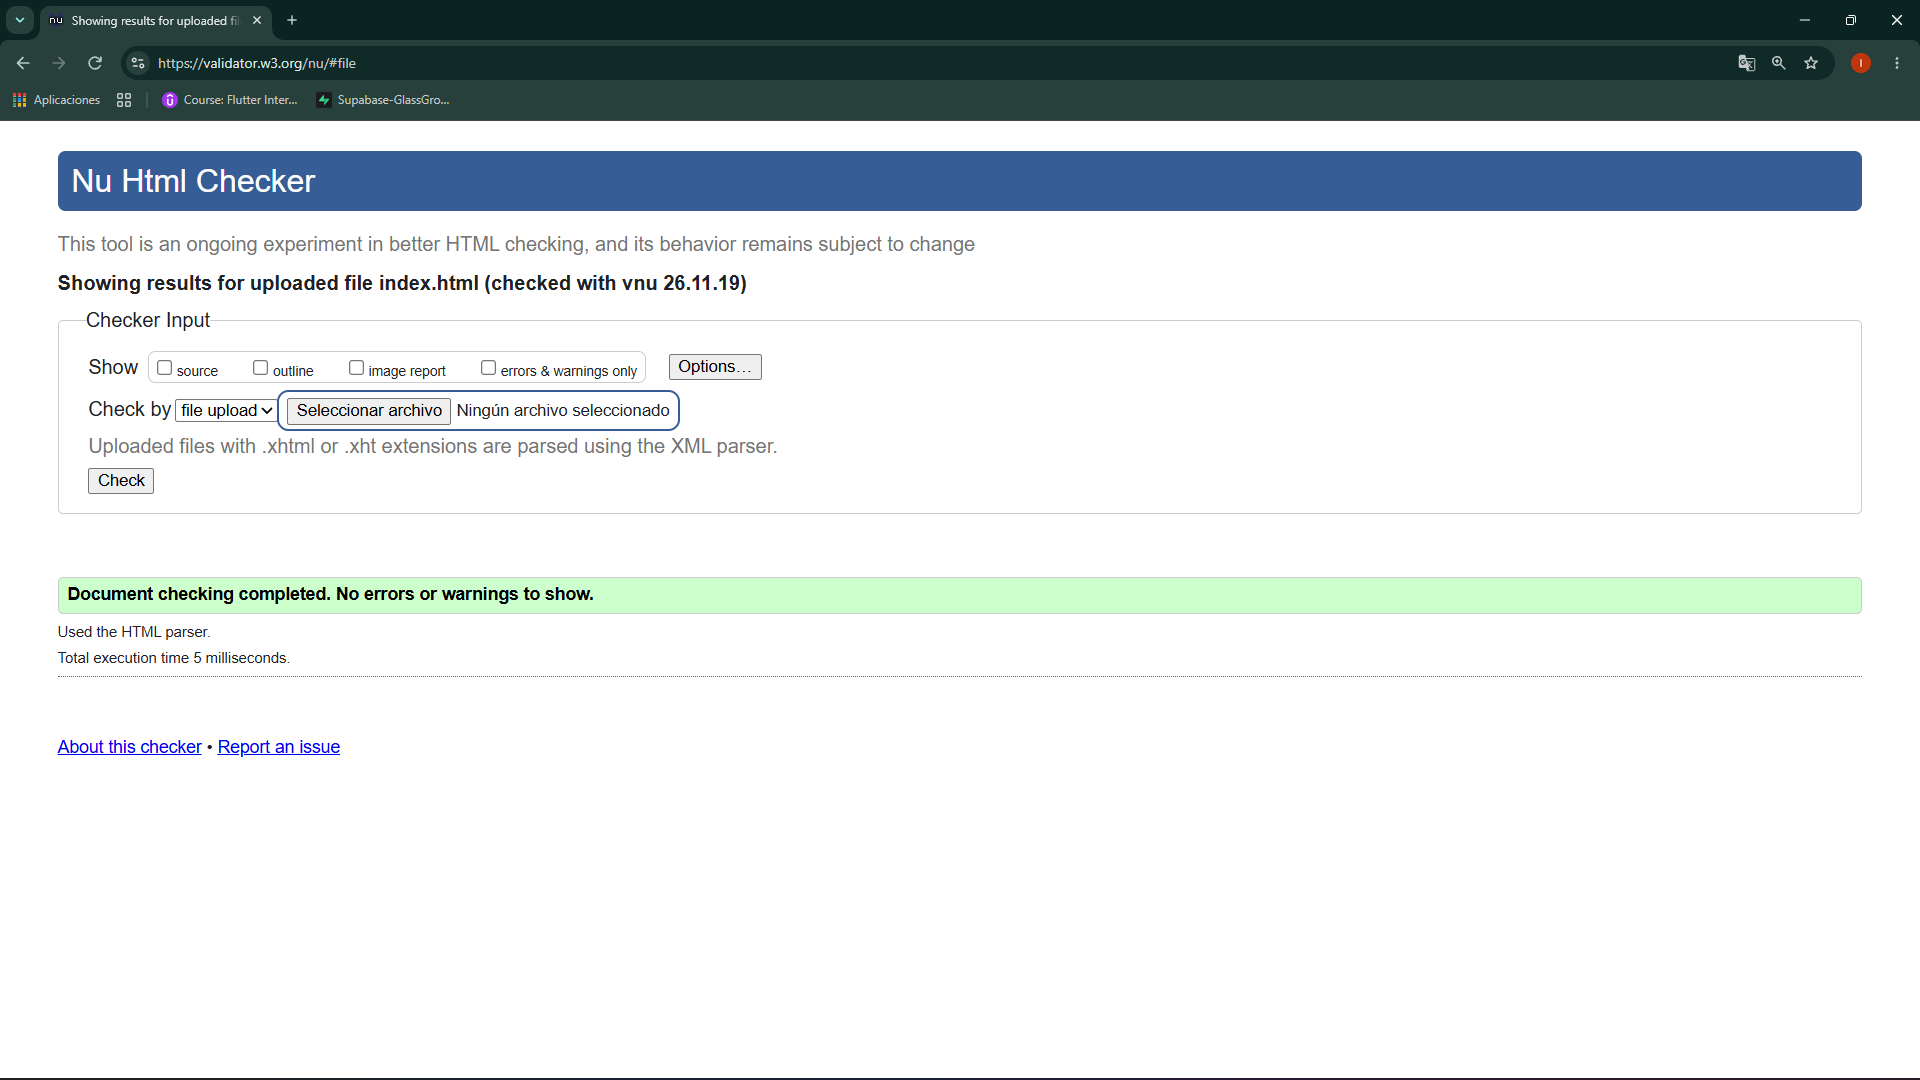 nu Showing results for uploaded fi
https://validator.w3.org/nu/#file
I
Aplicaciones
Course: Flutter Inter...
Supabase-GlassGro...
Nu Html Checker
This tool is an ongoing experiment in better HTML checking, and its behavior remains subject to change
Showing results for uploaded file index.html (checked with vnu 26.11.19)
Checker Input
Show source outline image report errors & warnings only Options…
Check by file upload Seleccionar archivo Ningún archivo seleccionado
Uploaded files with .xhtml or .xht extensions are parsed using the XML parser.
Check
Document checking completed. No errors or warnings to show.
Used the HTML parser.
Total execution time 5 milliseconds.
About this checker • Report an issue